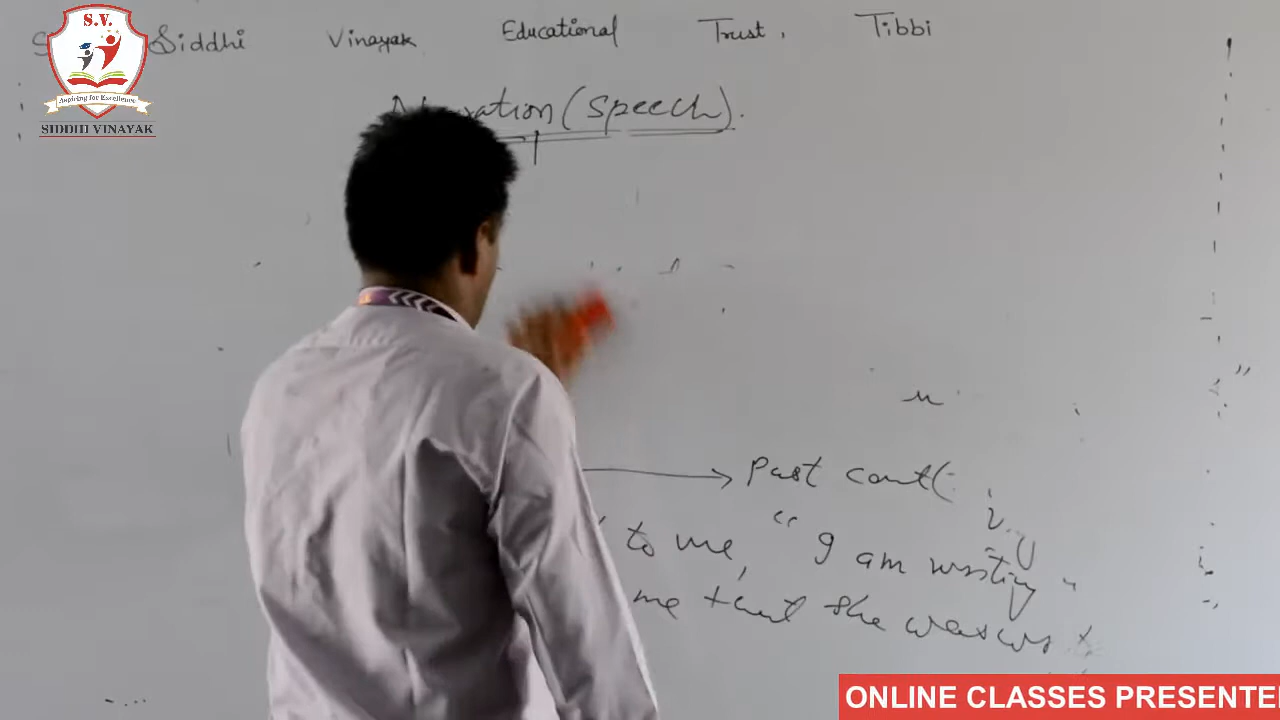 Siddhi Vinayak Educational Trust, Tibbi
S.V.
Aspiring for Excellence
SIDDHI VINAYAK
(Speech).
Past cont(
to me, " I am writing "
me that she was
ONLINE CLASSES PRESENTE